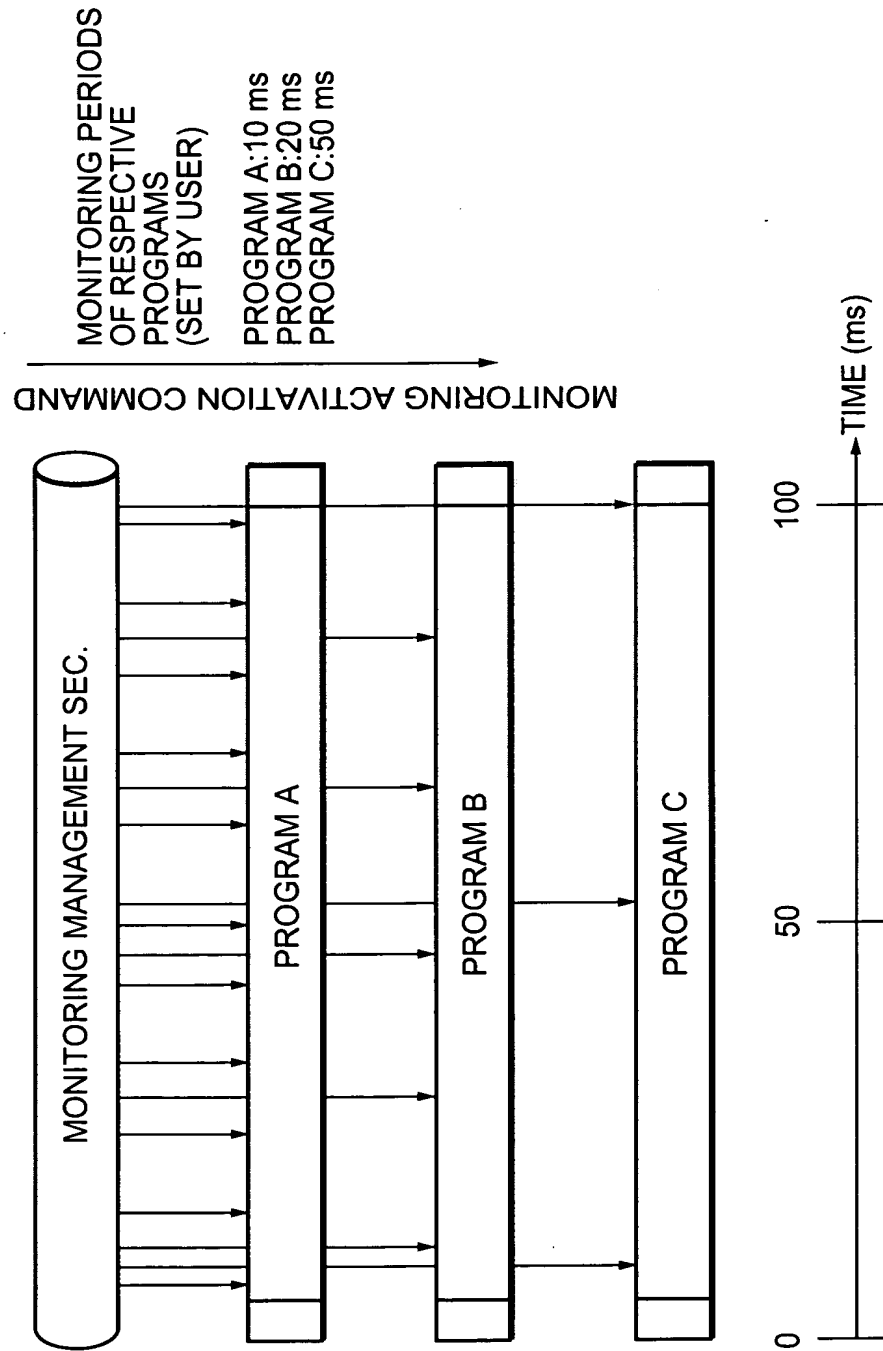 MONITORING MANAGEMENT SEC.
PROGRAM A
PROGRAM B
PROGRAM C
0
50
100
TIME (ms)
MONITORING ACTIVATION COMMAND
MONITORING PERIODS
OF RESPECTIVE
PROGRAMS
(SET BY USER)
PROGRAM A:10 ms
PROGRAM B:20 ms
PROGRAM C:50 ms